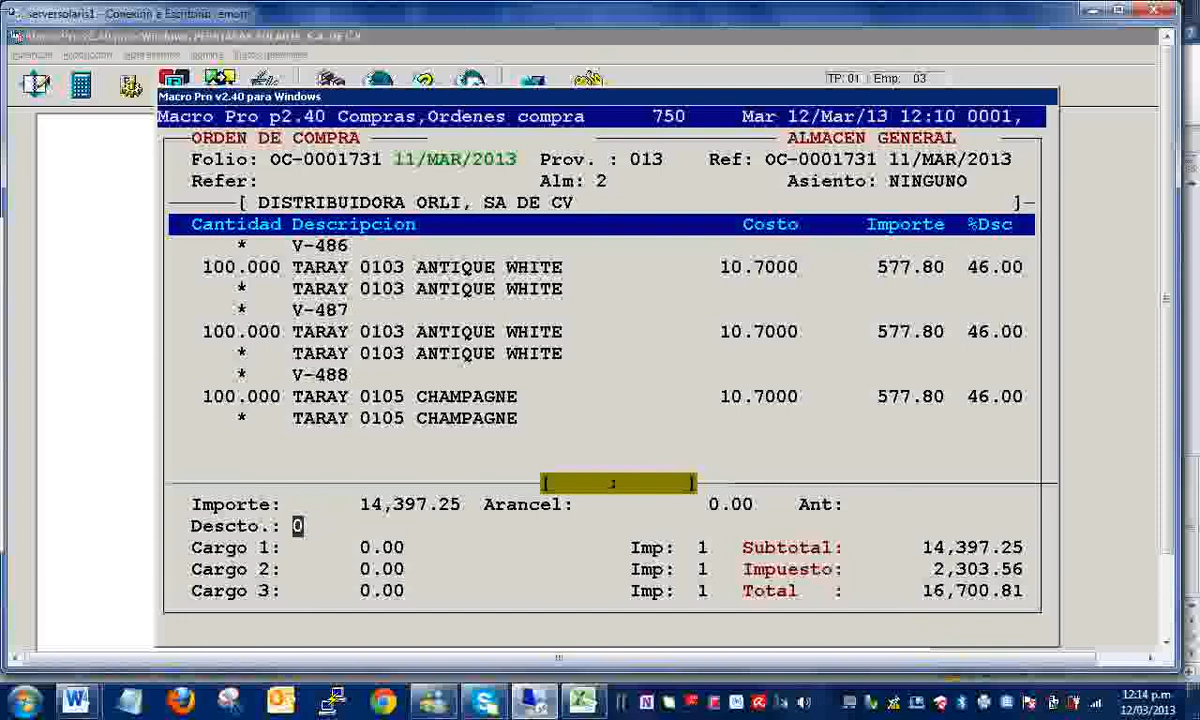 serversolaris1 - Conexión a Escritorio remoto
TP: 01 Emp: 03
Macro Pro v2.40 para Windows
Macro Pro p2.40 Compras,Ordenes compra 750 Mar 12/Mar/13 12:10 0001,
ORDEN DE COMPRA ALMACEN GENERAL
Folio: OC-0001731 11/MAR/2013 Prov. : 013 Ref: OC-0001731 11/MAR/2013
Refer: Alm: 2 Asiento: NINGUNO
[ DISTRIBUIDORA ORLI, SA DE CV ]
Cantidad Descripcion Costo Importe %Dsc
* V-486
100.000 TARAY 0103 ANTIQUE WHITE 10.7000 577.80 46.00
* TARAY 0103 ANTIQUE WHITE
* V-487
100.000 TARAY 0103 ANTIQUE WHITE 10.7000 577.80 46.00
* TARAY 0103 ANTIQUE WHITE
* V-488
100.000 TARAY 0105 CHAMPAGNE 10.7000 577.80 46.00
* TARAY 0105 CHAMPAGNE
[ : ]
Importe: 14,397.25 Arancel: 0.00 Ant:
Descto.: 0
Cargo 1: 0.00 Imp: 1 Subtotal: 14,397.25
Cargo 2: 0.00 Imp: 1 Impuesto: 2,303.56
Cargo 3: 0.00 Imp: 1 Total : 16,700.81
12:14 p.m.
12/03/2013